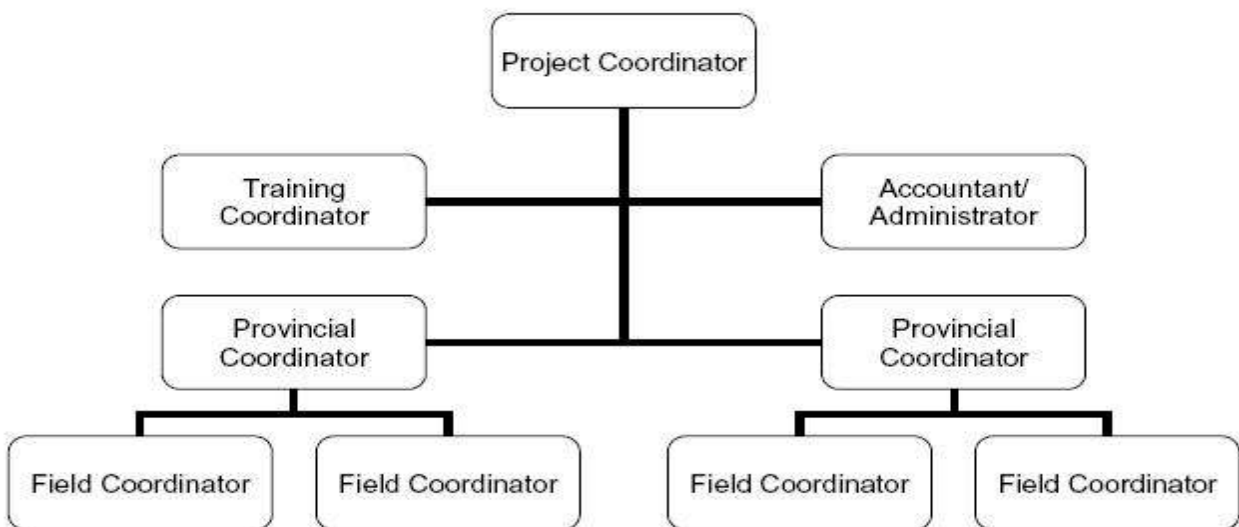 Project Coordinator
Training
Coordinator
Accountant/
Administrator
Provincial
Coordinator
Provincial
Coordinator
Field Coordinator
Field Coordinator
Field Coordinator
Field Coordinator